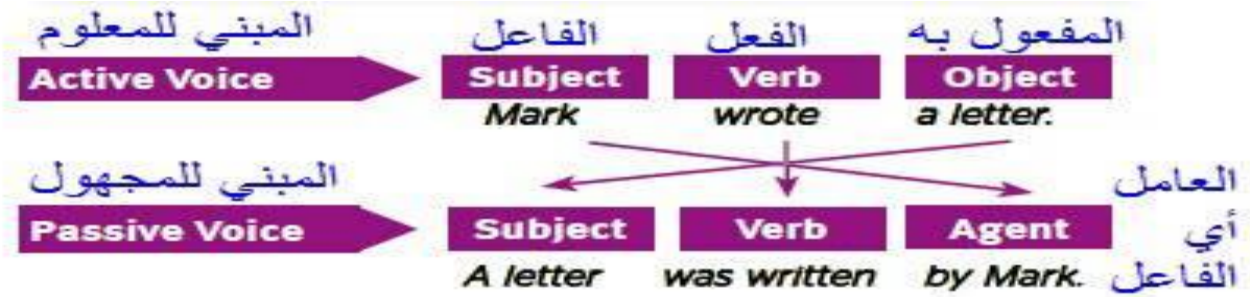 المبني للمعلوم الفاعل الفعل المفعول به
Active Voice Subject Verb Object
Mark wrote a letter.
المبني للمجهول العامل
Passive Voice Subject Verb Agent أي
A letter was written by Mark. الفاعل